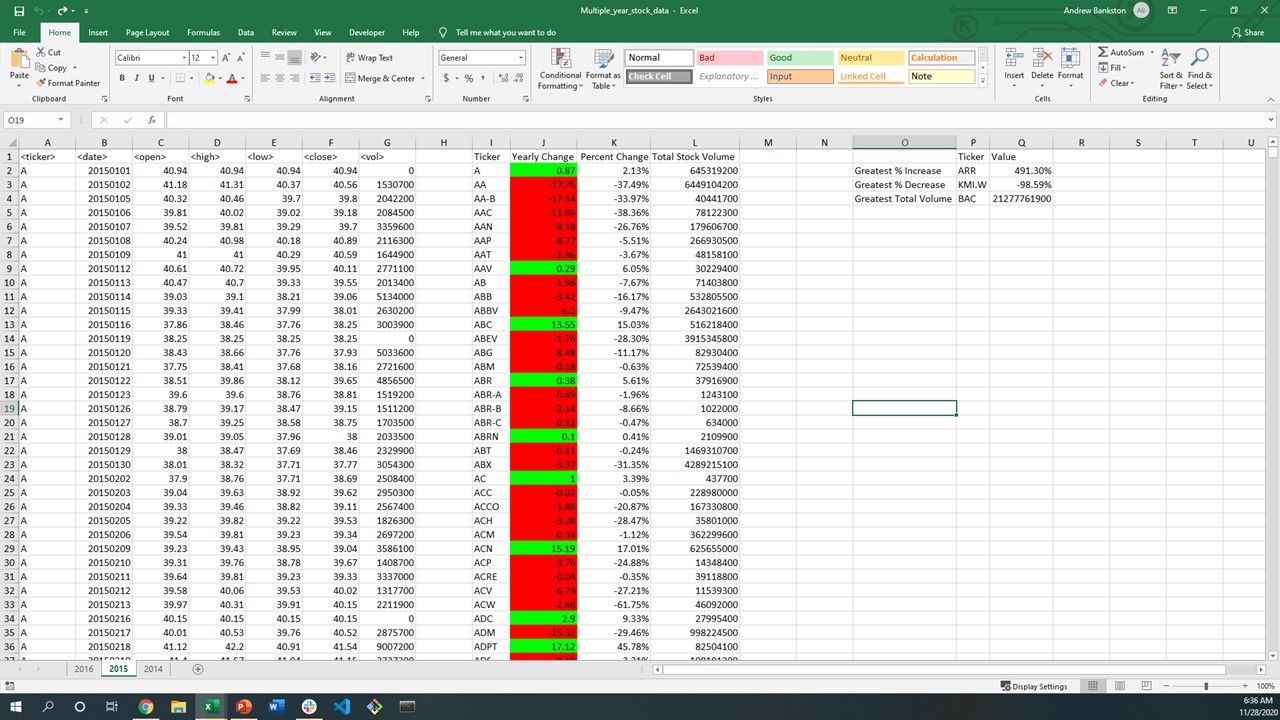 Multiple_year_stock_data - Excel
Andrew Bankston AB
File Home Insert Page Layout Formulas Data Review View Developer Help Tell me what you want to do Share
Paste Cut Copy Format Painter Clipboard
Calibri 12 B I U Font
Wrap Text Merge & Center Alignment
General $ % , Number
Conditional Formatting Format as Table
Normal Bad Good Neutral Calculation
Check Cell Explanatory ... Input Linked Cell Note
Styles
Insert Delete Format Cells
AutoSum Fill Clear Sort & Filter Find & Select Editing
O19 fx
A B C D E F G H I J K L M N O P Q R S T U
1 <ticker> <date> <open> <high> <low> <close> <vol> Ticker Yearly Change Percent Change Total Stock Volume Ticker Value
2 A 20150101 40.94 40.94 40.94 40.94 0 A 0.87 2.13% 645319200 Greatest % Increase ARR 491.30%
3 A 20150102 41.18 41.31 40.37 40.56 1530700 AA -17.76 -37.49% 6449104200 Greatest % Decrease KMI.W -98.59%
4 A 20150105 40.32 40.46 39.7 39.8 2042200 AA-B -17.14 -33.97% 40441700 Greatest Total Volume BAC 21277761900
5 A 20150106 39.81 40.02 39.02 39.18 2084500 AAC -11.86 -38.36% 78122300
6 A 20150107 39.52 39.81 39.29 39.7 3359600 AAN -8.18 -26.76% 179606700
7 A 20150108 40.24 40.98 40.18 40.89 2116300 AAP -8.77 -5.51% 266930500
8 A 20150109 41 41 40.29 40.59 1644900 AAT -1.46 -3.67% 48158100
9 A 20150112 40.61 40.72 39.95 40.11 2771100 AAV 0.29 6.05% 30229400
10 A 20150113 40.47 40.7 39.33 39.55 2013400 AB -1.98 -7.67% 71403800
11 A 20150114 39.03 39.1 38.21 39.06 5134000 ABB -3.42 -16.17% 532805500
12 A 20150115 39.33 39.41 37.99 38.01 2630200 ABBV -6.2 -9.47% 2643021600
13 A 20150116 37.86 38.46 37.76 38.25 3003900 ABC 13.55 15.03% 516218400
14 A 20150119 38.25 38.25 38.25 38.25 0 ABEV -1.76 -28.30% 3915345800
15 A 20150120 38.43 38.66 37.76 37.93 5033600 ABG -8.48 -11.17% 82930400
16 A 20150121 37.75 38.41 37.68 38.16 2721600 ABM -0.18 -0.63% 72539400
17 A 20150122 38.51 39.86 38.12 39.65 4856500 ABR 0.38 5.61% 37916900
18 A 20150123 39.6 39.6 38.76 38.81 1519200 ABR-A -0.49 -1.96% 1243100
19 A 20150126 38.79 39.17 38.47 39.15 1511200 ABR-B -2.14 -8.66% 1022000
20 A 20150127 38.7 39.25 38.58 38.75 1703500 ABR-C -0.12 -0.47% 634000
21 A 20150128 39.01 39.05 37.96 38 2033500 ABRN 0.1 0.41% 2109900
22 A 20150129 38 38.47 37.69 38.46 2329900 ABT -0.11 -0.24% 1469310700
23 A 20150130 38.01 38.32 37.71 37.77 3054300 ABX -3.37 -31.35% 4289215100
24 A 20150202 37.9 38.76 37.71 38.69 2508400 AC 1 3.39% 437700
25 A 20150203 39.04 39.63 38.92 39.62 2950300 ACC -0.02 -0.05% 228980000
26 A 20150204 39.33 39.46 38.82 39.11 2567400 ACCO -1.88 -20.87% 167330800
27 A 20150205 39.22 39.82 39.22 39.53 1826300 ACH -3.28 -28.47% 35801000
28 A 20150206 39.54 39.81 39.23 39.34 2697200 ACM -0.34 -1.12% 362299600
29 A 20150209 39.23 39.43 38.93 39.04 3586100 ACN 15.19 17.01% 625655000
30 A 20150210 39.31 39.76 38.78 39.67 1408700 ACP -3.76 -24.88% 14348400
31 A 20150211 39.64 39.81 39.23 39.33 3337000 ACRE -0.04 -0.35% 39118800
32 A 20150212 39.58 40.06 39.53 40.02 1317700 ACV -6.79 -27.21% 11539300
33 A 20150213 39.97 40.31 39.91 40.15 2211900 ACW -2.68 -61.75% 46092000
34 A 20150216 40.15 40.15 40.15 40.15 0 ADC 2.9 9.33% 27995400
35 A 20150217 40.01 40.53 39.76 40.52 2875700 ADM -15.32 -29.46% 998224500
36 A 20150218 41.12 42.2 40.91 41.54 9007200 ADPT 17.12 45.78% 82504100
2016 2015 2014
Display Settings 100%
6:36 AM
11/28/2020